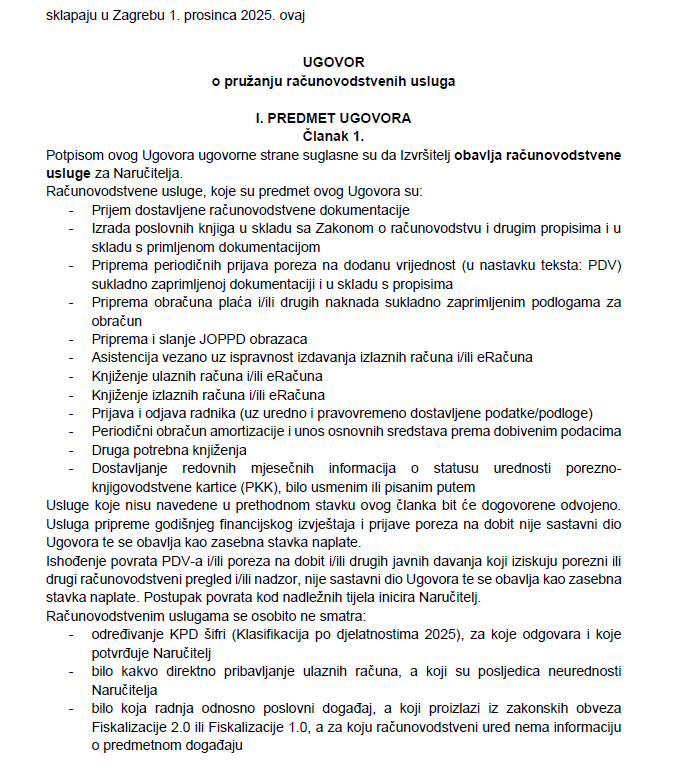 sklapaju u Zagrebu 1. prosinca 2025. ovaj
UGOVOR
o pružanju računovodstvenih usluga
I. PREDMET UGOVORA
Članak 1.
Potpisom ovog Ugovora ugovorne strane suglasne su da Izvršitelj obavlja računovodstvene
usluge za Naručitelja.
Računovodstvene usluge, koje su predmet ovog Ugovora su:
- Prijem dostavljene računovodstvene dokumentacije
- Izrada poslovnih knjiga u skladu sa Zakonom o računovodstvu i drugim propisima i u
skladu s primljenom dokumentacijom
- Priprema periodičnih prijava poreza na dodanu vrijednost (u nastavku teksta: PDV)
sukladno zaprimljenoj dokumentaciji i u skladu s propisima
- Priprema obračuna plaća i/ili drugih naknada sukladno zaprimljenim podlogama za
obračun
- Priprema i slanje JOPPD obrazaca
- Asistencija vezano uz ispravnost izdavanja izlaznih računa i/ili eRačuna
- Knjiženje ulaznih računa i/ili eRačuna
- Knjiženje izlaznih računa i/ili eRačuna
- Prijava i odjava radnika (uz uredno i pravovremeno dostavljene podatke/podloge)
- Periodični obračun amortizacije i unos osnovnih sredstava prema dobivenim podacima
- Druga potrebna knjiženja
- Dostavljanje redovnih mjesečnih informacija o statusu urednosti porezno-
knjigovodstvene kartice (PKK), bilo usmenim ili pisanim putem
Usluge koje nisu navedene u prethodnom stavku ovog članka bit će dogovorene odvojeno.
Usluga pripreme godišnjeg financijskog izvještaja i prijave poreza na dobit nije sastavni dio
Ugovora te se obavlja kao zasebna stavka naplate.
Ishođenje povrata PDV-a i/ili poreza na dobit i/ili drugih javnih davanja koji iziskuju porezni ili
drugi računovodstveni pregled i/ili nadzor, nije sastavni dio Ugovora te se obavlja kao zasebna
stavka naplate. Postupak povrata kod nadležnih tijela inicira Naručitelj.
Računovodstvenim uslugama se osobito ne smatra:
- određivanje KPD šifri (Klasifikacija po djelatnostima 2025), za koje odgovara i koje
potvrđuje Naručitelj
- bilo kakvo direktno pribavljanje ulaznih računa, a koji su posljedica neurednosti
Naručitelja
- bilo koja radnja odnosno poslovni događaj, a koji proizlazi iz zakonskih obveza
Fiskalizacije 2.0 ili Fiskalizacije 1.0, a za koju računovodstveni ured nema informaciju
o predmetnom događaju